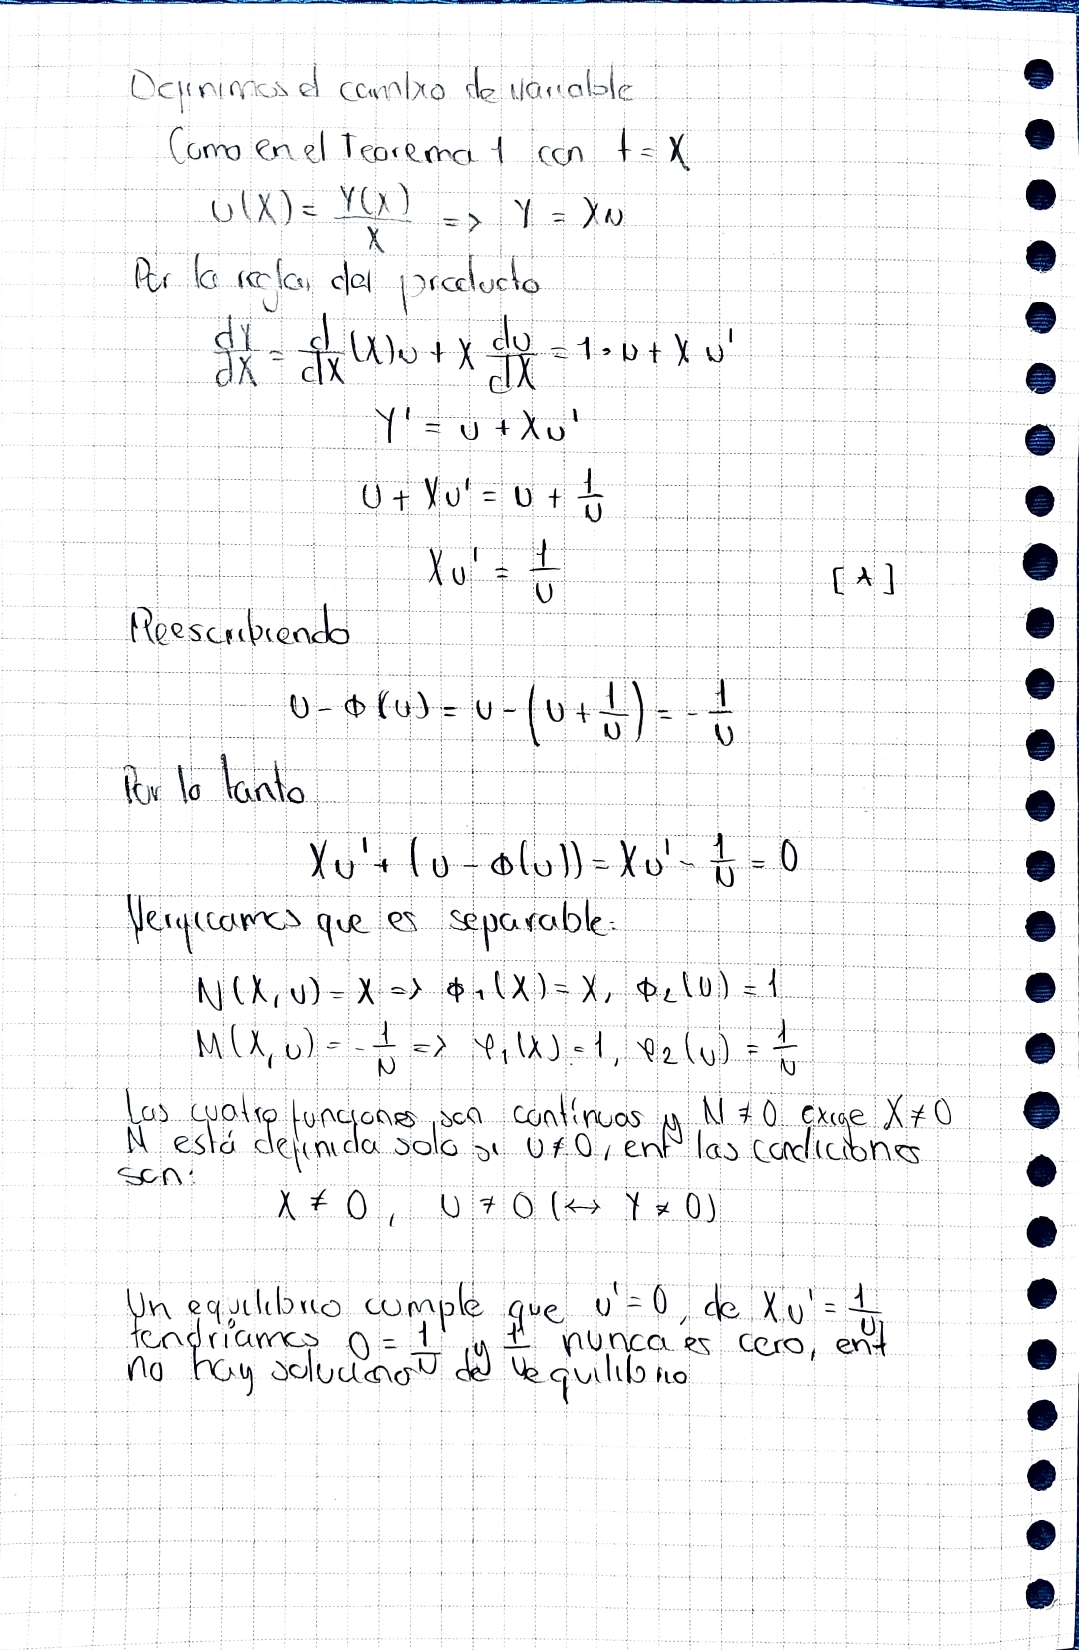 Definimos el cambio de variable
Como en el Teorema 1 con t = X
u(X) = Y(X)/X => Y = Xu
Por la regla del producto
dY/dX = d/dX (X)u + X du/dX = 1·u + X u'
Y' = u + Xu'
u + Xu' = u + 1/u
Xu' = 1/u [*]
Reescribiendo
u - Φ(u) = u - (u + 1/u) = - 1/u
Por lo tanto
Xu' + (u - Φ(u)) = Xu' - 1/u = 0
Verificamos que es separable:
N(X, u) = X => Φ₁(X) = X, Φ₂(u) = 1
M(X, u) = - 1/u => φ₁(X) = 1, φ₂(u) = 1/u
Las cuatro funciones son contínuas y N ≠ 0 exige X ≠ 0
N está definida solo si u ≠ 0, ent las condiciones
son:
X ≠ 0, u ≠ 0 (↔ Y ≠ 0)
Un equilibrio cumple que u' = 0, de Xu' = 1/u
tendríamos 0 = 1/u y 1/u nunca es cero, ent
no hay solucion de equilibrio